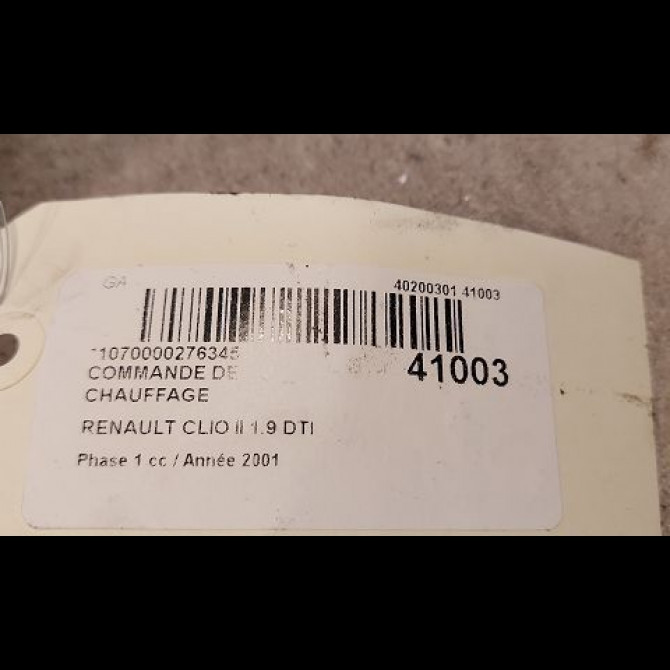 GA
40200301 41003
1070000276345
41003
COMMANDE DE
CHAUFFAGE
RENAULT CLIO II 1.9 DTI
Phase 1 cc / Année 2001